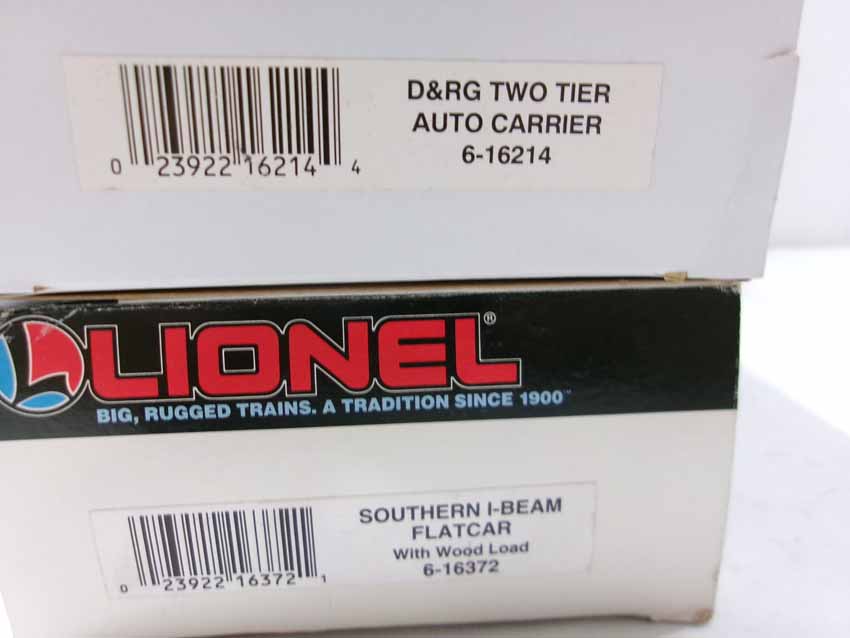 D&RG TWO TIER
AUTO CARRIER
6-16214
0 23922 16214 4
LIONEL®
BIG, RUGGED TRAINS. A TRADITION SINCE 1900™
SOUTHERN I-BEAM
FLATCAR
With Wood Load
6-16372
0 23922 16372 1